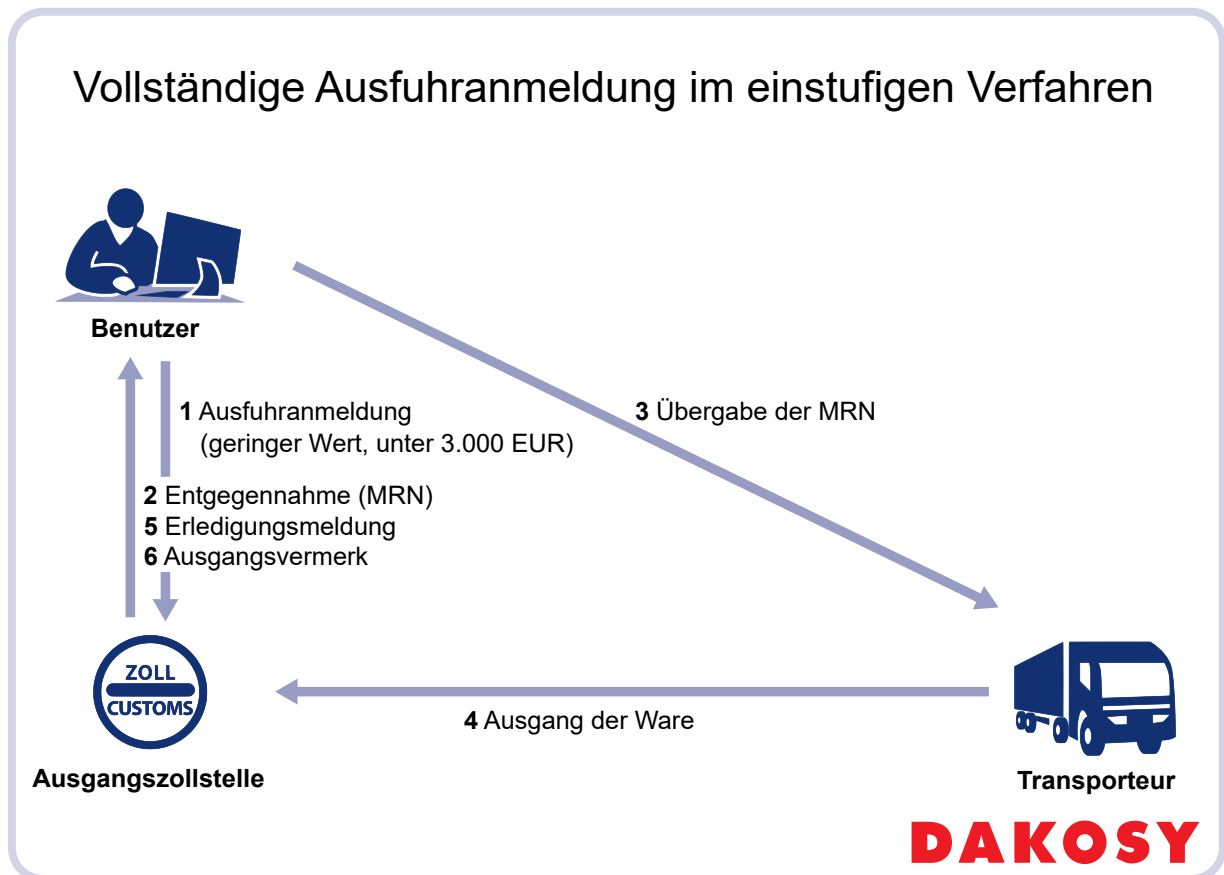 Vollständige Ausfuhranmeldung im einstufigen Verfahren
Benutzer
1 Ausfuhranmeldung
(geringer Wert, unter 3.000 EUR)
3 Übergabe der MRN
2 Entgegennahme (MRN)
5 Erledigungsmeldung
6 Ausgangsvermerk
ZOLL
CUSTOMS
4 Ausgang der Ware
Ausgangszollstelle
Transporteur
DAKOSY